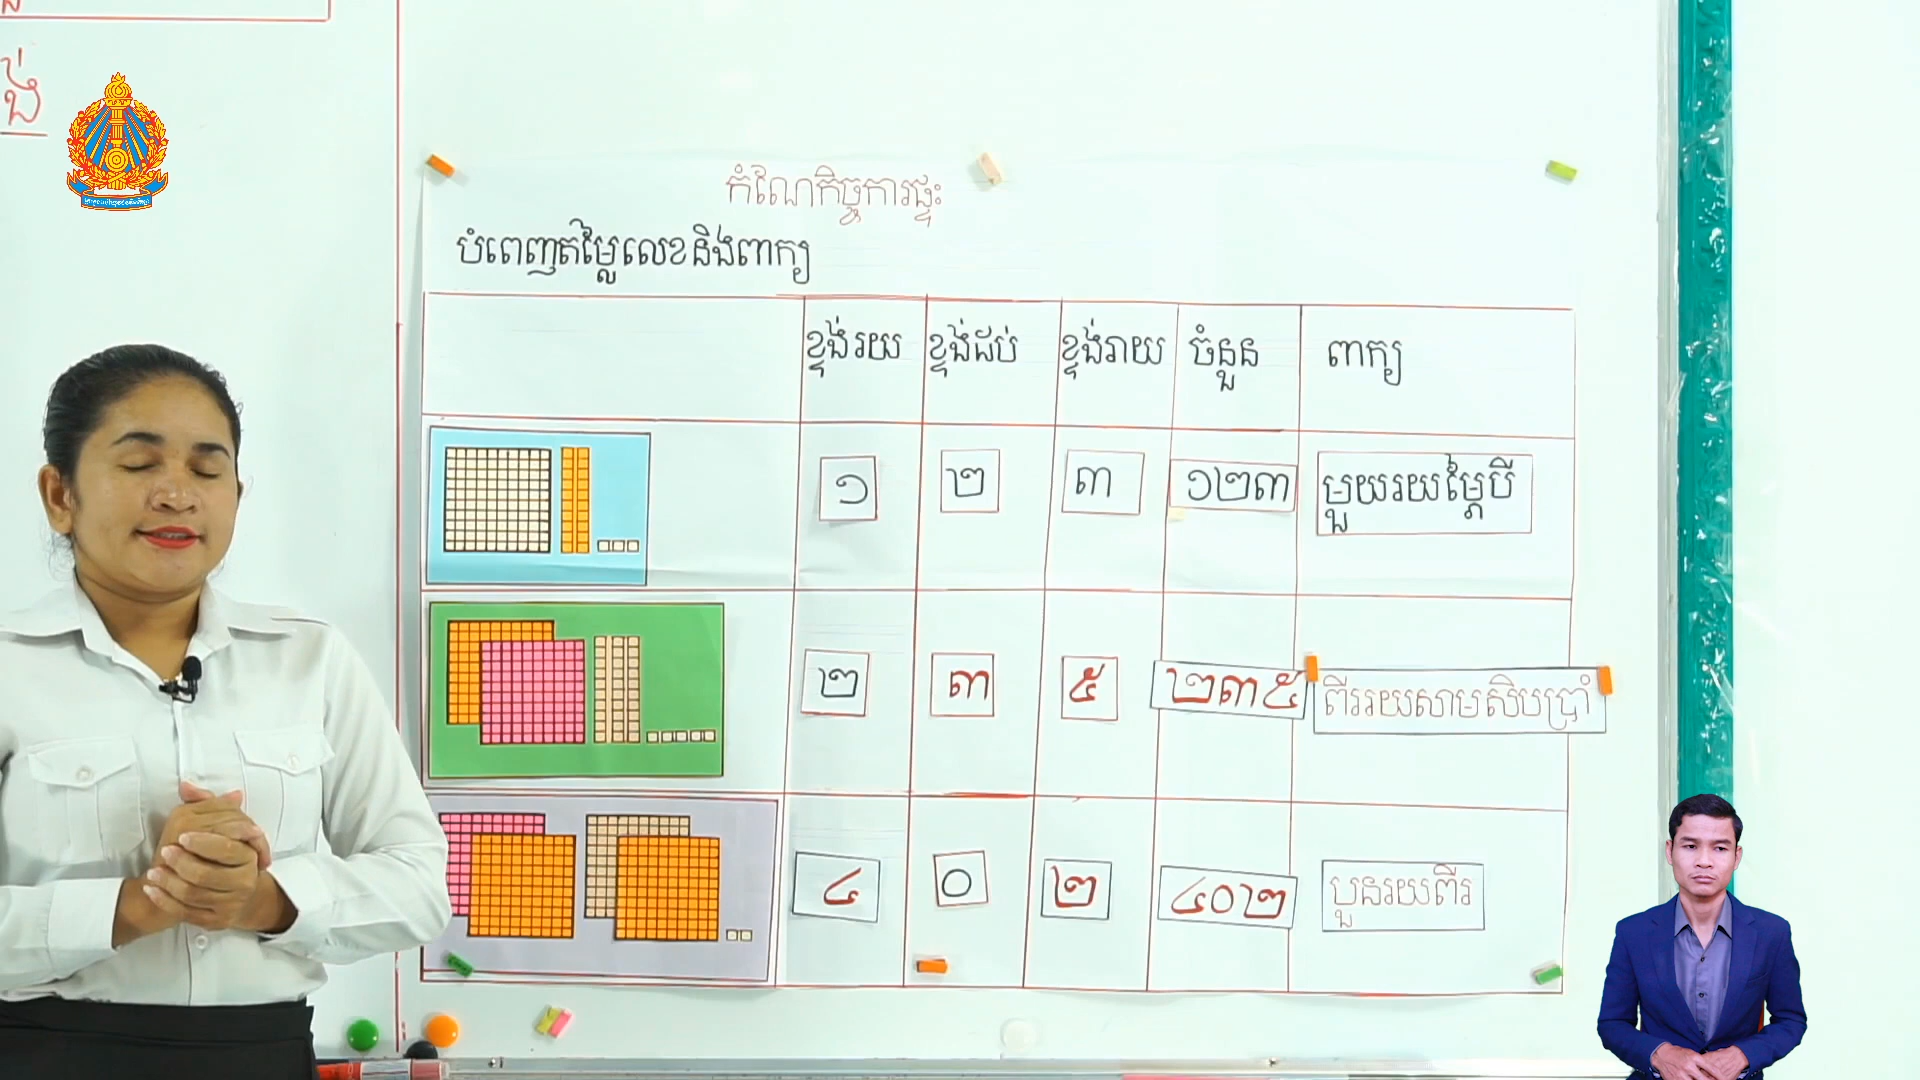 ង់
កំណែកិច្ចការផ្ទះ
បំពេញតម្លៃលេខនិងពាក្យ
ខ្ទង់រយ ខ្ទង់ដប់ ខ្ទង់រាយ ចំនួន ពាក្យ
១ ២ ៣ ១២៣ មួយរយម្ភៃបី
២ ៣ ៥ ២៣៥ ពីររយសាមសិបប្រាំ
៤ ០ ២ ៤០២ បួនរយពីរ